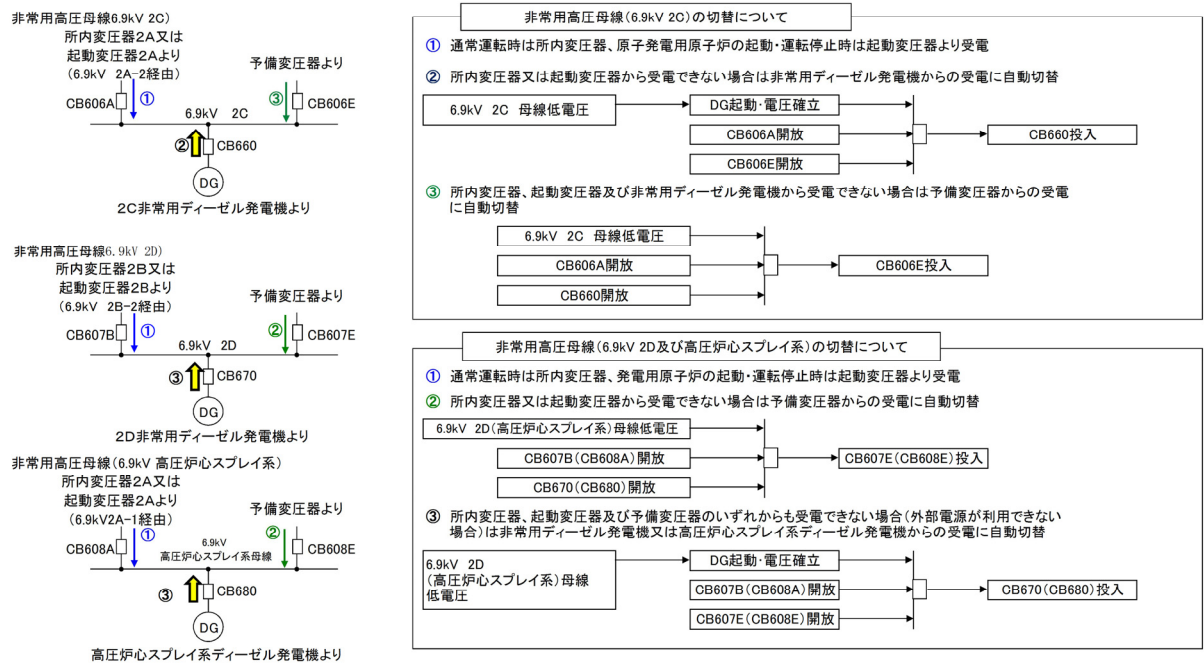 非常用高圧母線6.9kV 2C)
所内変圧器2A又は
起動変圧器2Aより
(6.9kV 2A-2経由)
予備変圧器より
CB606A
①
③
CB606E
6.9kV 2C
②
CB660
DG
2C非常用ディーゼル発電機より
非常用高圧母線6.9kV 2D)
所内変圧器2B又は
起動変圧器2Bより
(6.9kV 2B-2経由)
予備変圧器より
CB607B
①
②
CB607E
6.9kV 2D
③
CB670
DG
2D非常用ディーゼル発電機より
非常用高圧母線(6.9kV 高圧炉心スプレイ系)
所内変圧器2A又は
起動変圧器2Aより
(6.9kV2A-1経由)
予備変圧器より
CB608A
①
②
CB608E
6.9kV
高圧炉心スプレイ系母線
③
CB680
DG
高圧炉心スプレイ系ディーゼル発電機より
非常用高圧母線(6.9kV 2C)の切替について
① 通常運転時は所内変圧器、原子発電用原子炉の起動・運転停止時は起動変圧器より受電
② 所内変圧器又は起動変圧器から受電できない場合は非常用ディーゼル発電機からの受電に自動切替
6.9kV 2C 母線低電圧
DG起動・電圧確立
CB606A開放
CB660投入
CB606E開放
③ 所内変圧器、起動変圧器及び非常用ディーゼル発電機から受電できない場合は予備変圧器からの受電
に自動切替
6.9kV 2C 母線低電圧
CB606A開放
CB606E投入
CB660開放
非常用高圧母線(6.9kV 2D及び高圧炉心スプレイ系)の切替について
① 通常運転時は所内変圧器、発電用原子炉の起動・運転停止時は起動変圧器より受電
② 所内変圧器又は起動変圧器から受電できない場合は予備変圧器からの受電に自動切替
6.9kV 2D(高圧炉心スプレイ系)母線低電圧
CB607B(CB608A)開放
CB607E(CB608E)投入
CB670(CB680)開放
③ 所内変圧器、起動変圧器及び予備変圧器のいずれからも受電できない場合(外部電源が利用できない
場合)は非常用ディーゼル発電機又は高圧炉心スプレイ系ディーゼル発電機からの受電に自動切替
6.9kV 2D
(高圧炉心スプレイ系)母線
低電圧
DG起動・電圧確立
CB607B(CB608A)開放
CB670(CB680)投入
CB607E(CB608E)開放